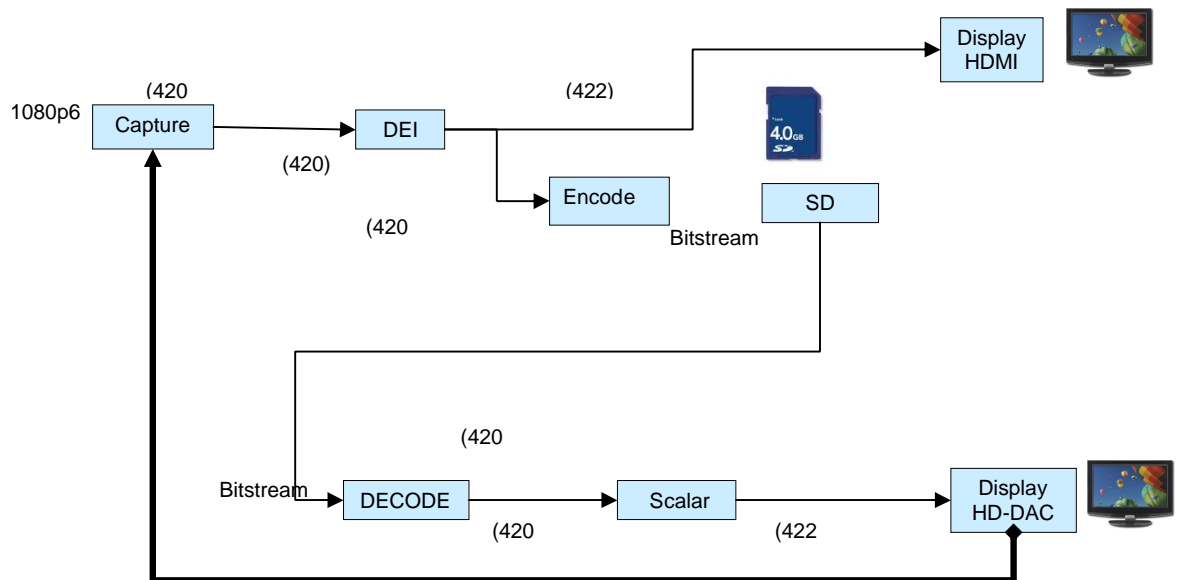 Display
HDMI
(420
(422)
1080p6
Capture
DEI
4.0GB
(420)
Encode
SD
(420
Bitstream
(420
Bitstream
DECODE
Scalar
Display
HD-DAC
(420
(422